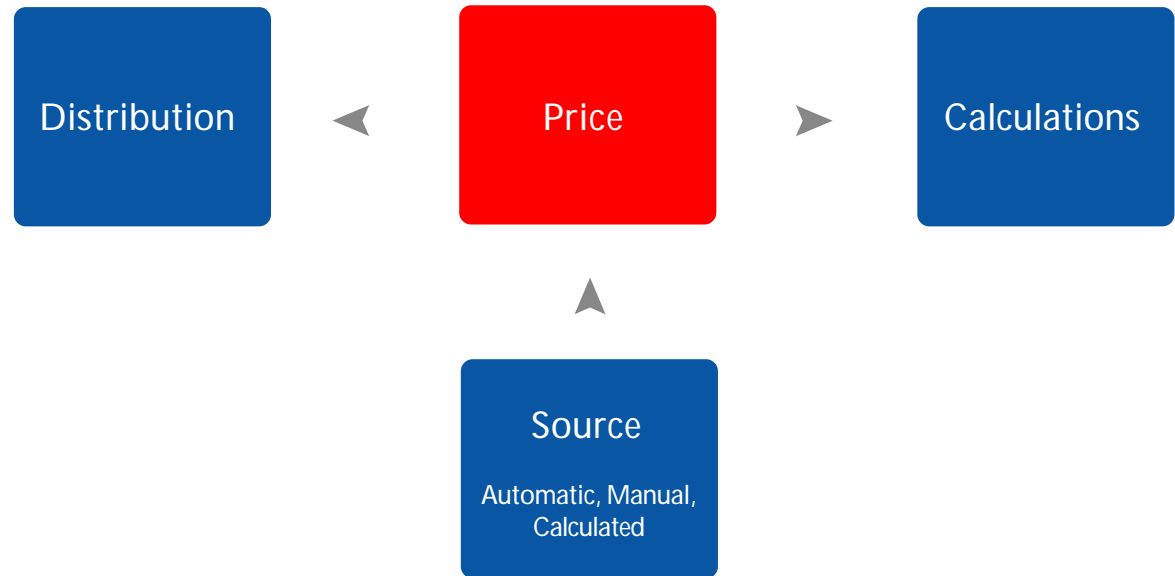 Distribution
Price
Calculations
Source
Automatic, Manual,
Calculated